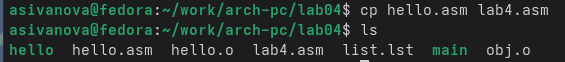 asivanova@fedora:~/work/arch-pc/lab04$ cp hello.asm lab4.asm
asivanova@fedora:~/work/arch-pc/lab04$ ls
hello  hello.asm  hello.o  lab4.asm  list.lst  main  obj.o